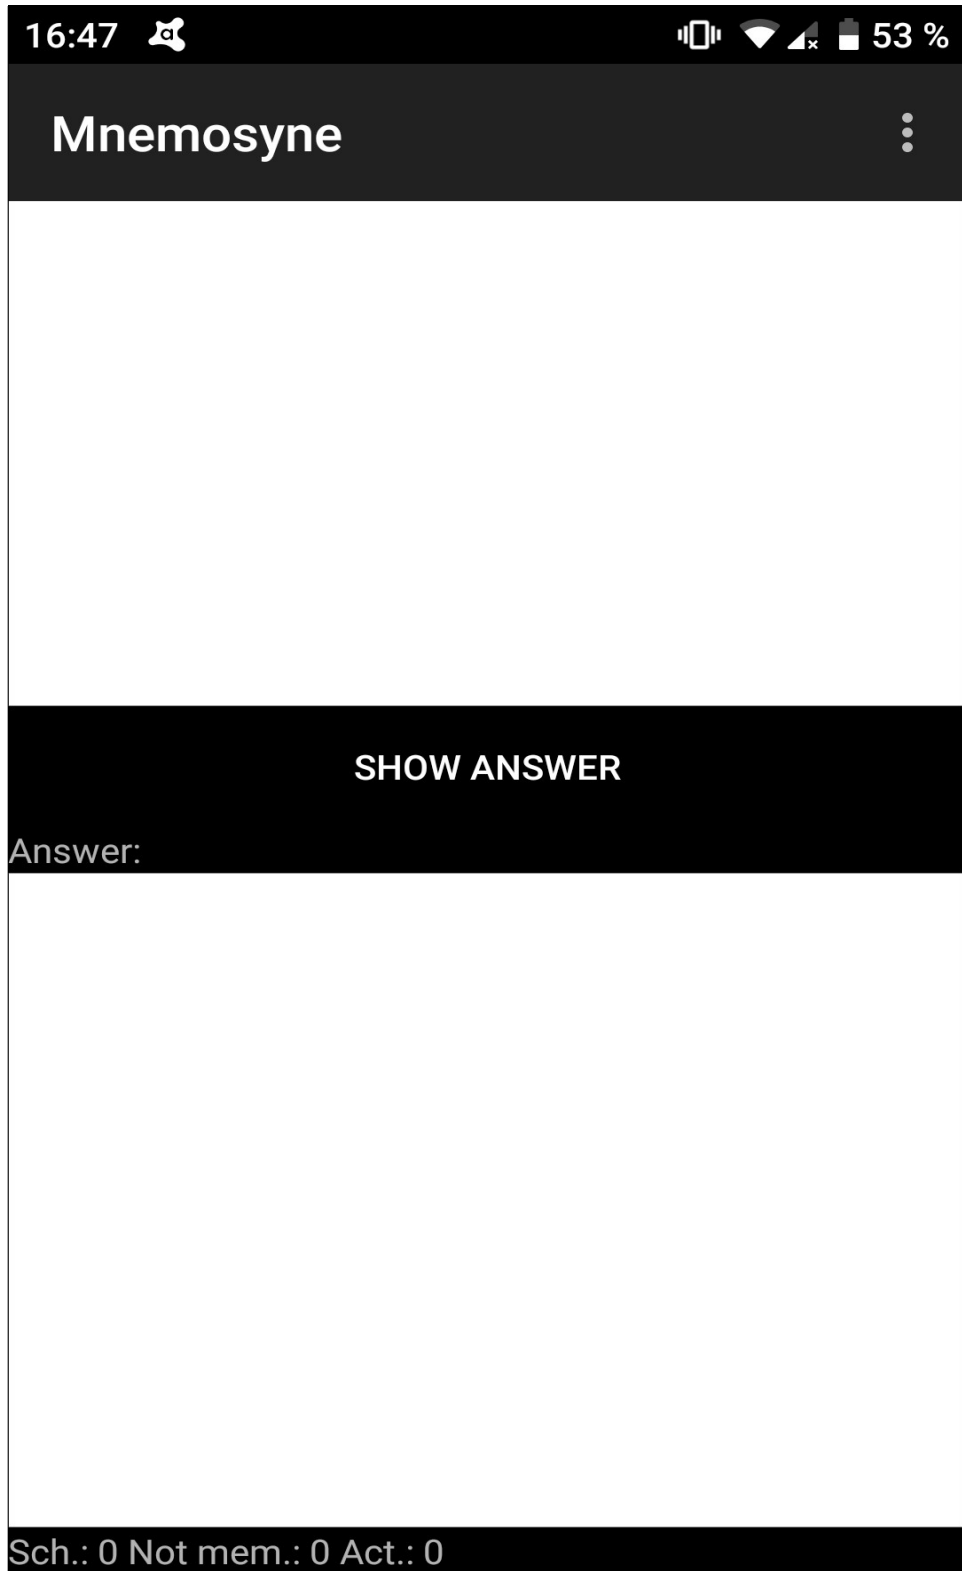 16:47 53 %
Mnemosyne
SHOW ANSWER
Answer:
Sch.: 0 Not mem.: 0 Act.: 0